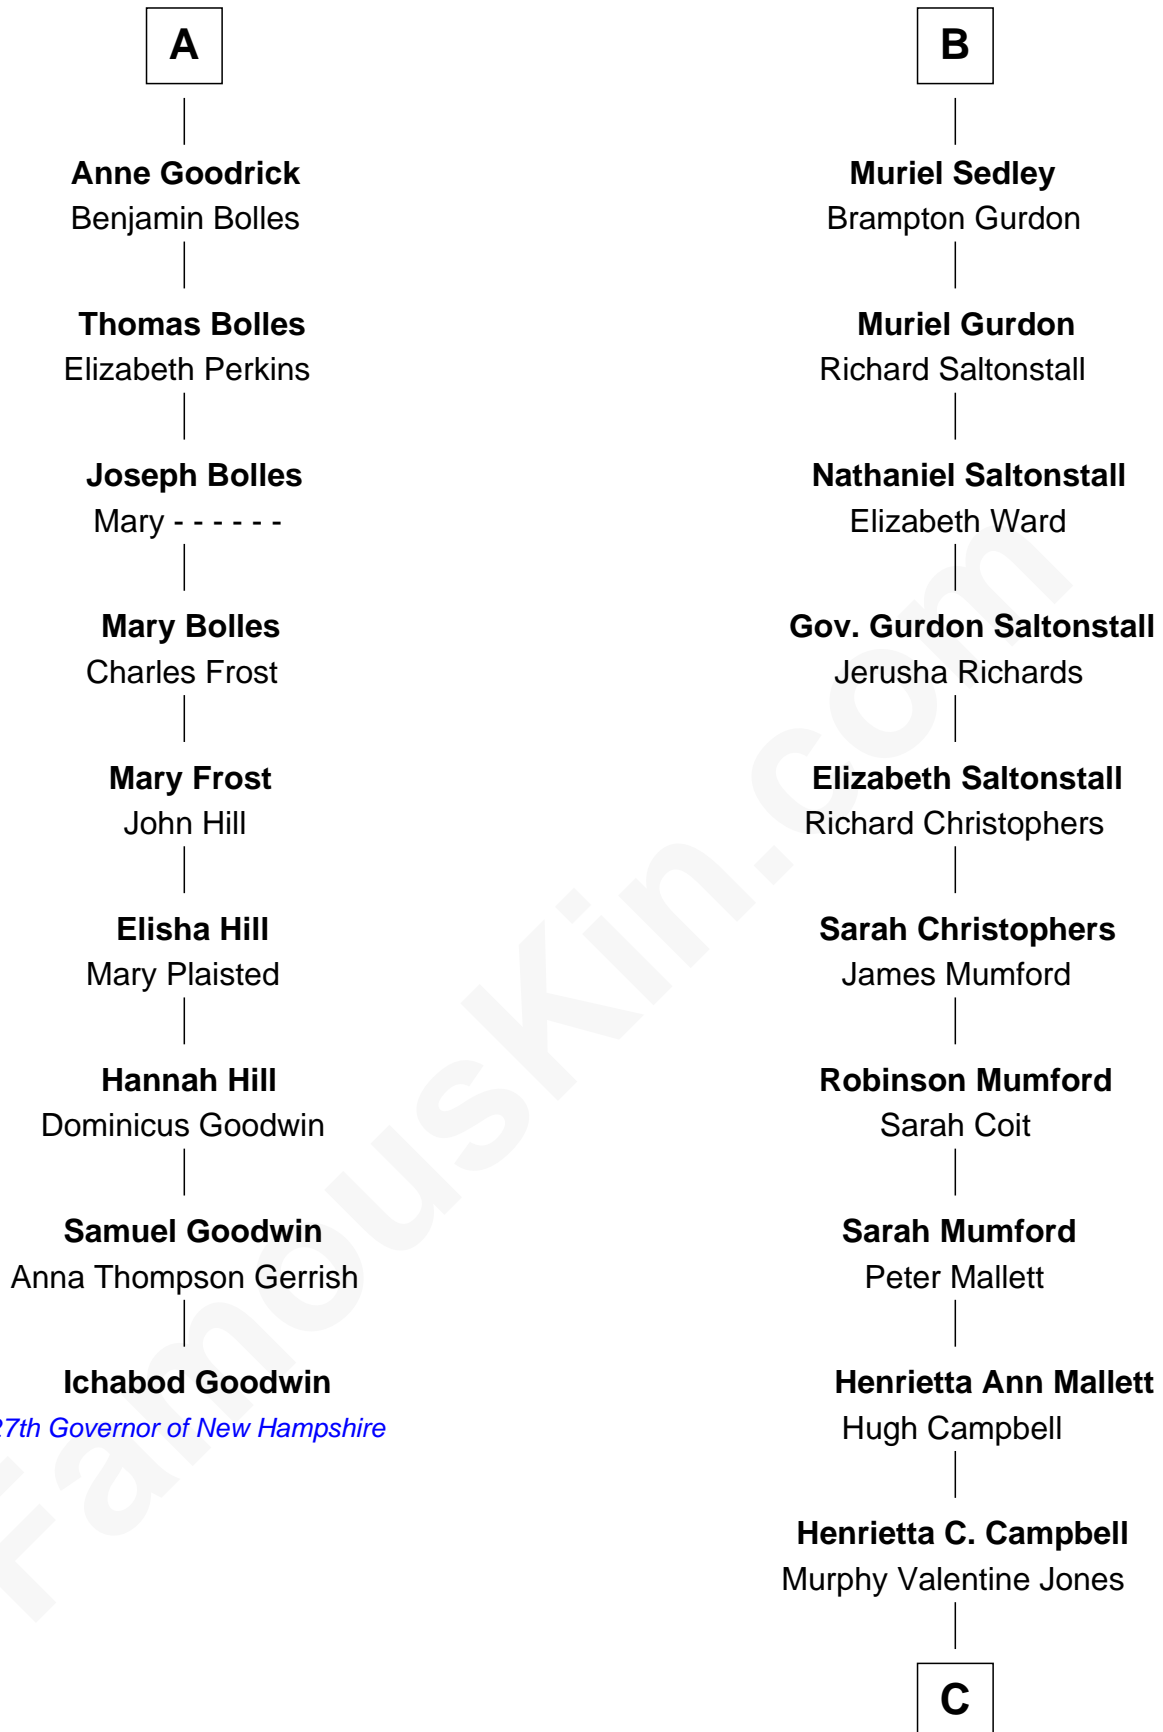 A
Anne Goodrick
Benjamin Bolles
Thomas Bolles
Elizabeth Perkins
Joseph Bolles
Mary - - - - - -
Mary Bolles
Charles Frost
Mary Frost
John Hill
Elisha Hill
Mary Plaisted
Hannah Hill
Dominicus Goodwin
Samuel Goodwin
Anna Thompson Gerrish
Ichabod Goodwin
27th Governor of New Hampshire
B
Muriel Sedley
Brampton Gurdon
Muriel Gurdon
Richard Saltonstall
Nathaniel Saltonstall
Elizabeth Ward
Gov. Gurdon Saltonstall
Jerusha Richards
Elizabeth Saltonstall
Richard Christophers
Sarah Christophers
James Mumford
Robinson Mumford
Sarah Coit
Sarah Mumford
Peter Mallett
Henrietta Ann Mallett
Hugh Campbell
Henrietta C. Campbell
Murphy Valentine Jones
C
FamousKin.com